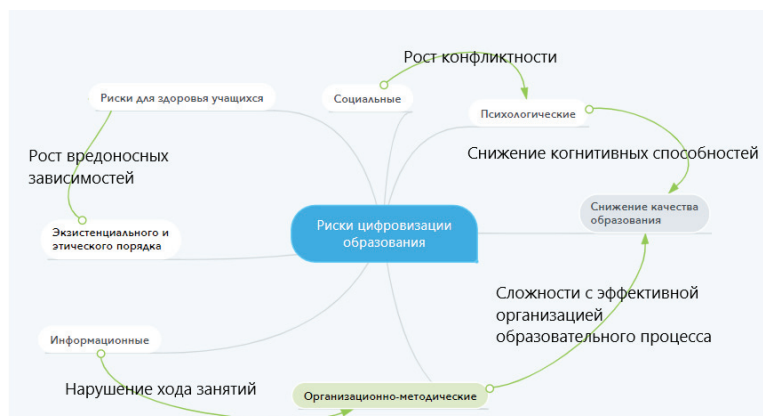 Рост конфликтности
Риски для здоровья учащихся
Социальные
Психологические
Рост вредоносных
зависимостей
Снижение когнитивных способностей
Экзистенциального и
этического порядка
Риски цифровизации
образования
Снижение качества
образования
Сложности с эффективной
организацией
образовательного процесса
Информационные
Нарушение хода занятий
Организационно-методические